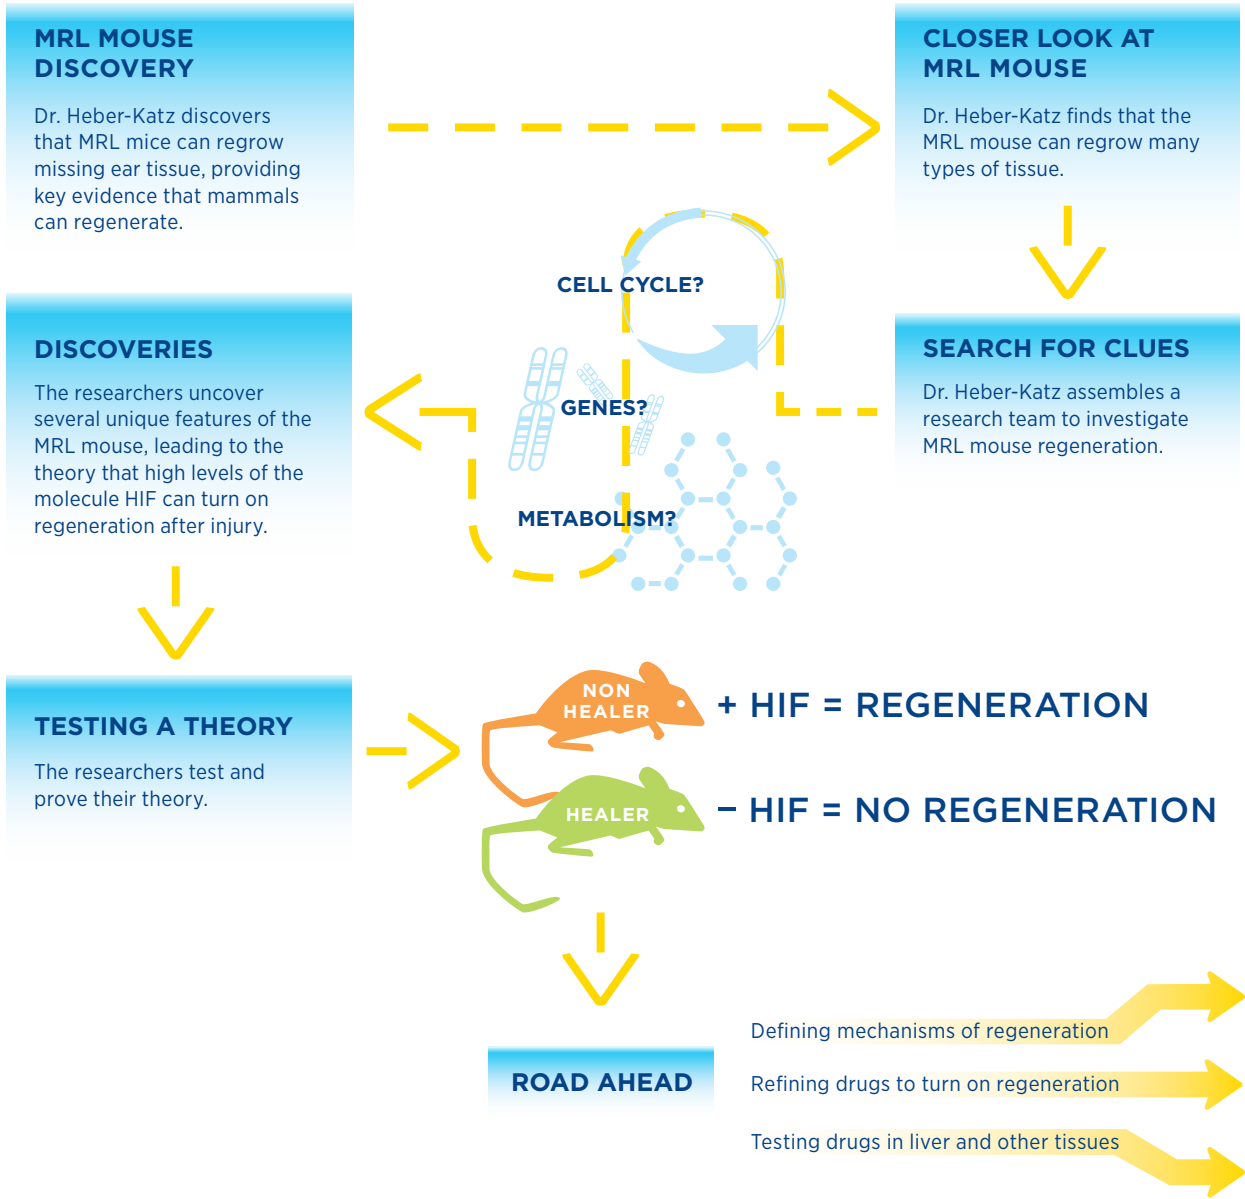 MRL MOUSE
DISCOVERY
Dr. Heber-Katz discovers
that MRL mice can regrow
missing ear tissue, providing
key evidence that mammals
can regenerate.
CLOSER LOOK AT
MRL MOUSE
Dr. Heber-Katz finds that the
MRL mouse can regrow many
types of tissue.
SEARCH FOR CLUES
Dr. Heber-Katz assembles a
research team to investigate
MRL mouse regeneration.
CELL CYCLE?
GENES?
METABOLISM?
DISCOVERIES
The researchers uncover
several unique features of the
MRL mouse, leading to the
theory that high levels of the
molecule HIF can turn on
regeneration after injury.
TESTING A THEORY
The researchers test and
prove their theory.
NON
HEALER
+ HIF = REGENERATION
HEALER
– HIF = NO REGENERATION
ROAD AHEAD
Defining mechanisms of regeneration
Refining drugs to turn on regeneration
Testing drugs in liver and other tissues